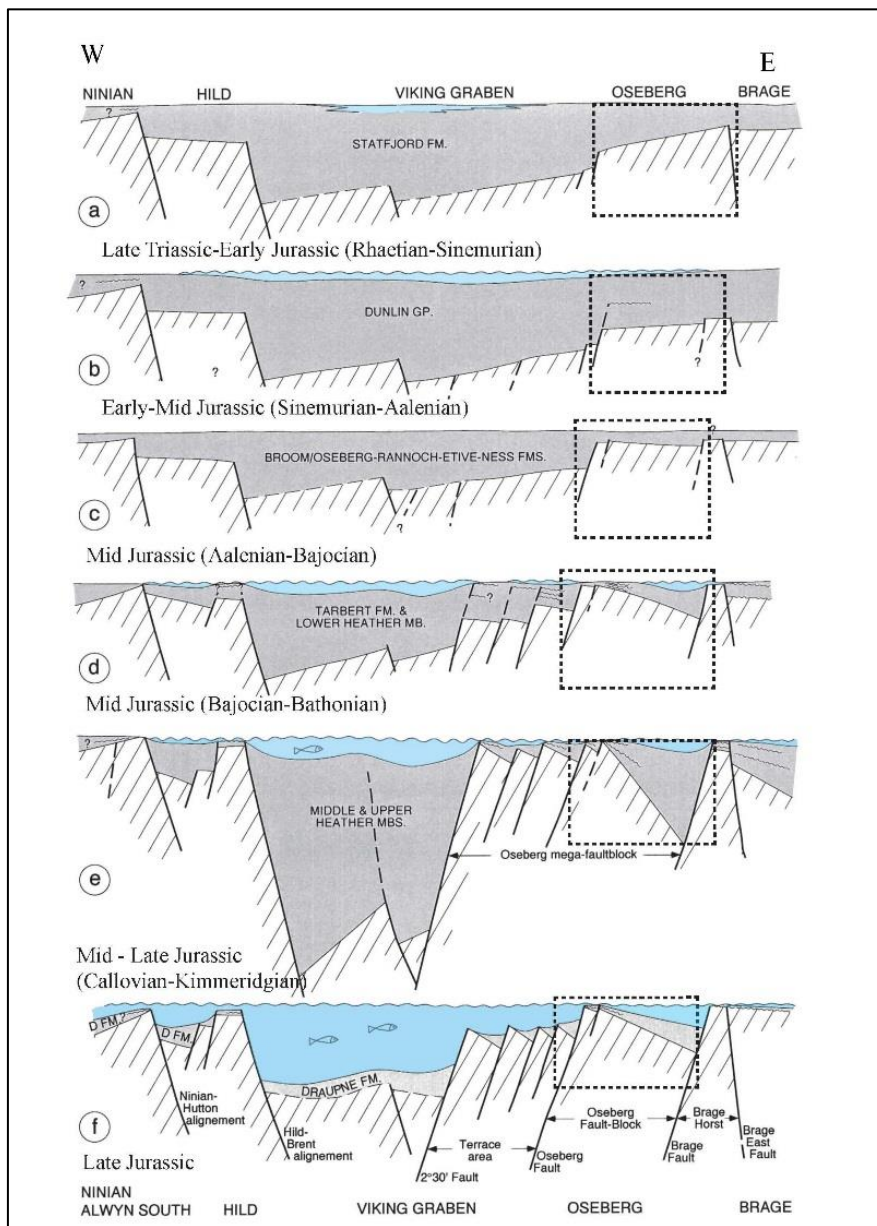 W
E
NINIAN HILD VIKING GRABEN OSEBERG BRAGE
?
STATFJORD FM.
a
Late Triassic-Early Jurassic (Rhaetian-Sinemurian)
?
DUNLIN GP.
?
?
b
Early-Mid Jurassic (Sinemurian-Aalenian)
?
BROOM/OSEBERG-RANNOCH-ETIVE-NESS FMS.
?
c
Mid Jurassic (Aalenian-Bajocian)
?
TARBERT FM. &
LOWER HEATHER MB.
d
Mid Jurassic (Bajocian-Bathonian)
?
MIDDLE & UPPER
HEATHER MBS.
Oseberg mega-faultblock
e
Mid - Late Jurassic
(Callovian-Kimmeridgian)
D FM.?
D FM.
DRAUPNE FM.
Ninian-
Hutton
alignement
Hild-
Brent
alignement
Terrace
area
2°30' Fault
Oseberg
Fault
Oseberg
Fault-Block
Brage
Fault
Brage
Horst
Brage
East
Fault
f
Late Jurassic
NINIAN
ALWYN SOUTH HILD VIKING GRABEN OSEBERG BRAGE